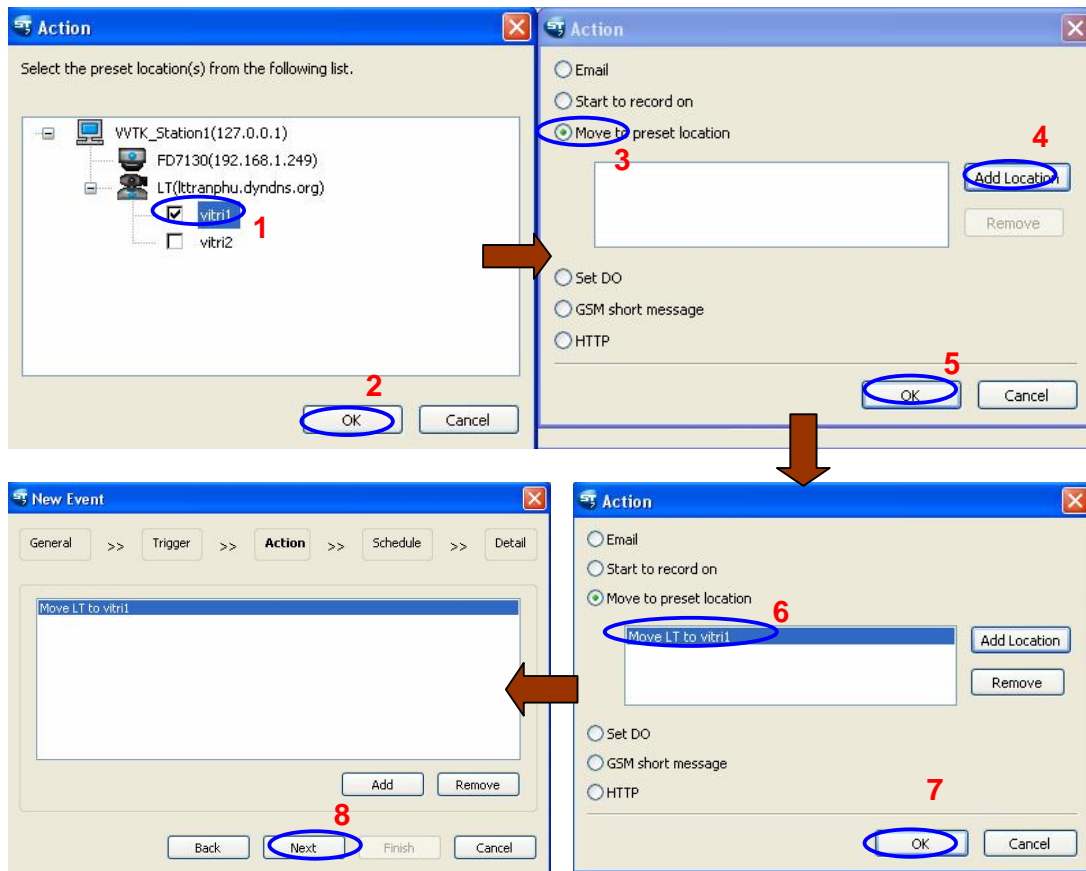 Action
Select the preset location(s) from the following list.
VVTK_Station1(127.0.0.1)
FD7130(192.168.1.249)
LT(lttranphu.dyndns.org)
vitri1
1
vitri2
2
OK
Cancel
Action
Email
Start to record on
Move to preset location
3
4
Add Location
Remove
Set DO
GSM short message
HTTP
5
OK
Cancel
New Event
General >> Trigger >> Action >> Schedule >> Detail
Move LT to vitri1
Add
Remove
8
Back
Next
Finish
Cancel
Action
Email
Start to record on
Move to preset location
6
Move LT to vitri1
Add Location
Remove
Set DO
GSM short message
HTTP
7
OK
Cancel